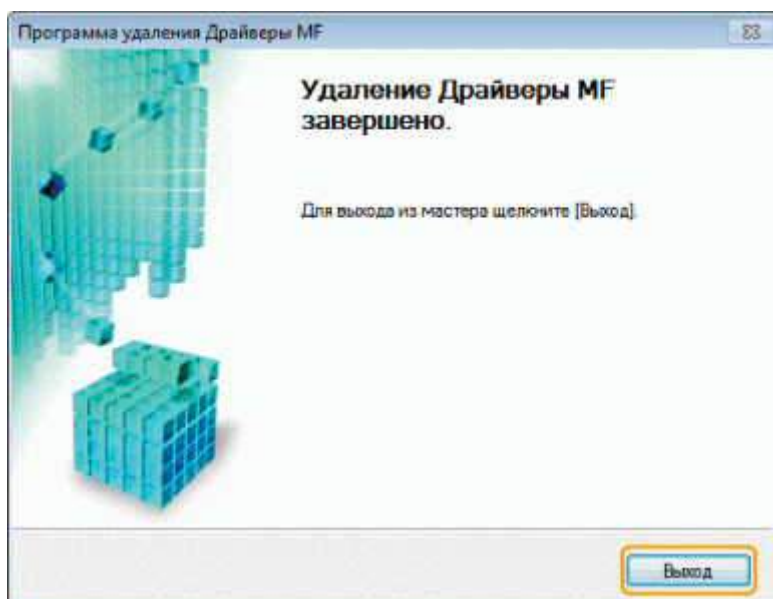 Программа удаления Драйверы MF
Удаление Драйверы MF
завершено.
Для выхода из мастера щелкните [Выход].
Выход